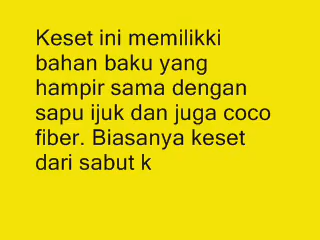 Keset ini memilikki
bahan baku yang
hampir sama dengan
sapu ijuk dan juga coco
fiber. Biasanya keset
dari sabut k